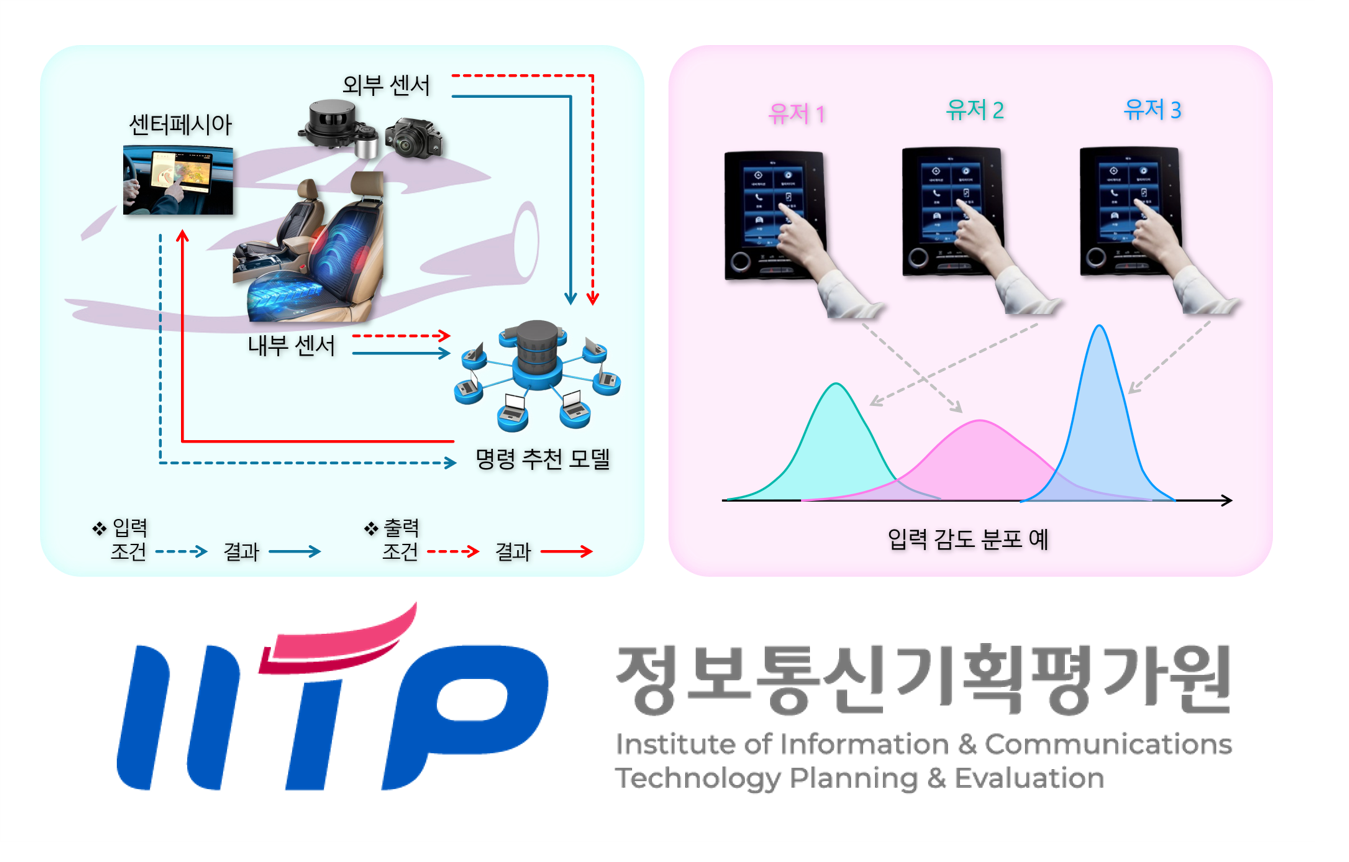 외부 센서
센터페시아
내부 센서
명령 추천 모델
❖ 입력
조건
결과
❖ 출력
조건
결과
유저 1
유저 2
유저 3
입력 감도 분포 예
IITP
정보통신기획평가원
Institute of Information & Communications
Technology Planning & Evaluation